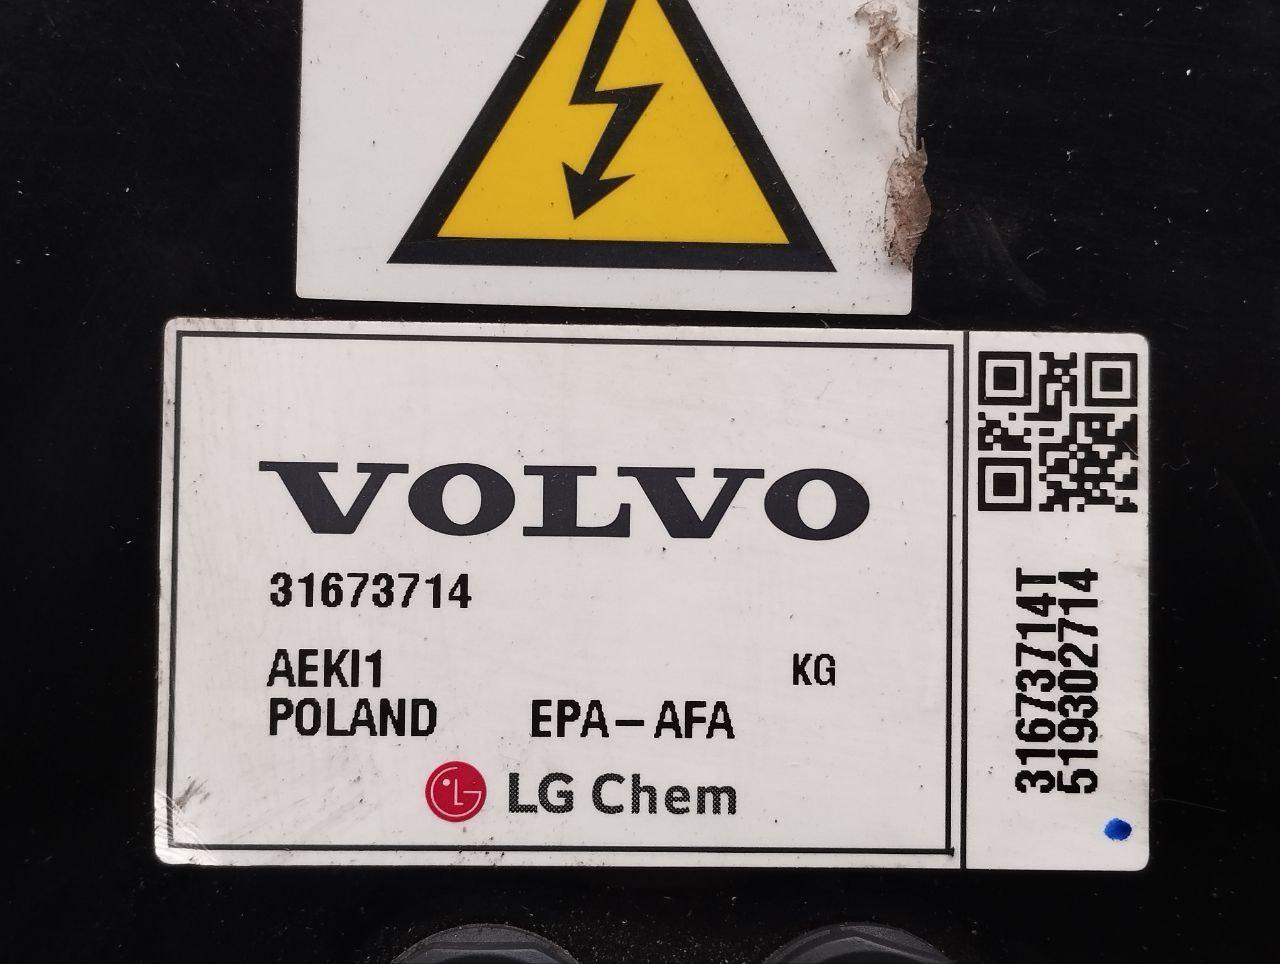 VOLVO
31673714
AEKI1 KG
POLAND EPA-AFA
LG Chem
31673714T
519302714